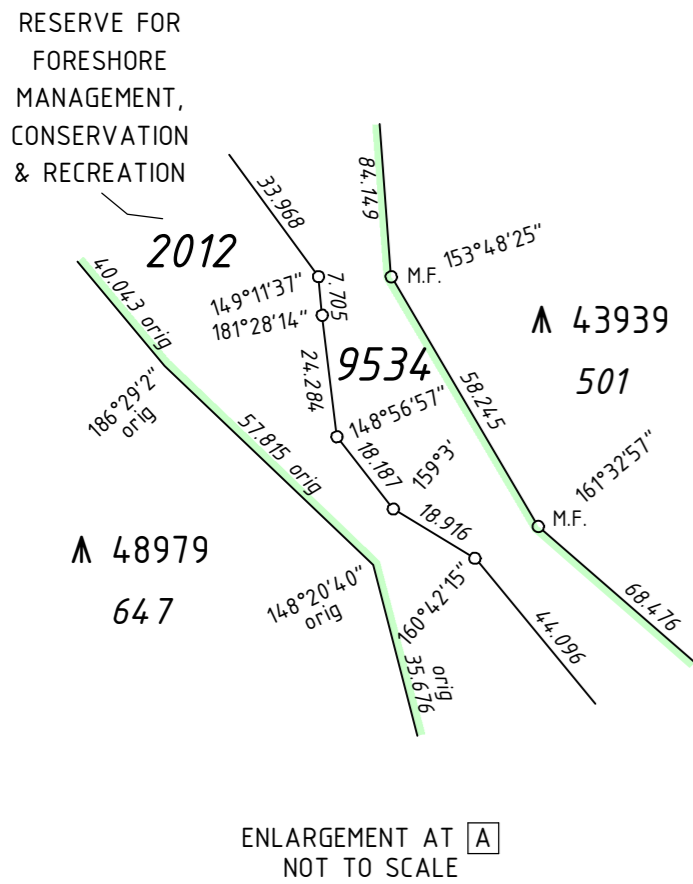 RESERVE FOR
FORESHORE
MANAGEMENT,
CONSERVATION
& RECREATION
33.968
84.149
2012
40.043 orig
149°11'37"
7.705
M.F.
153°48'25"
181°28'14"
43939
24.284
9534
501
186°29'2"
orig
57.815 orig
148°56'57"
58.245
18.187
159°3'
161°32'57"
18.916
M.F.
48979
647
148°20'40"
orig
160°42'15"
44.096
68.476
35.676
orig
ENLARGEMENT AT A
NOT TO SCALE